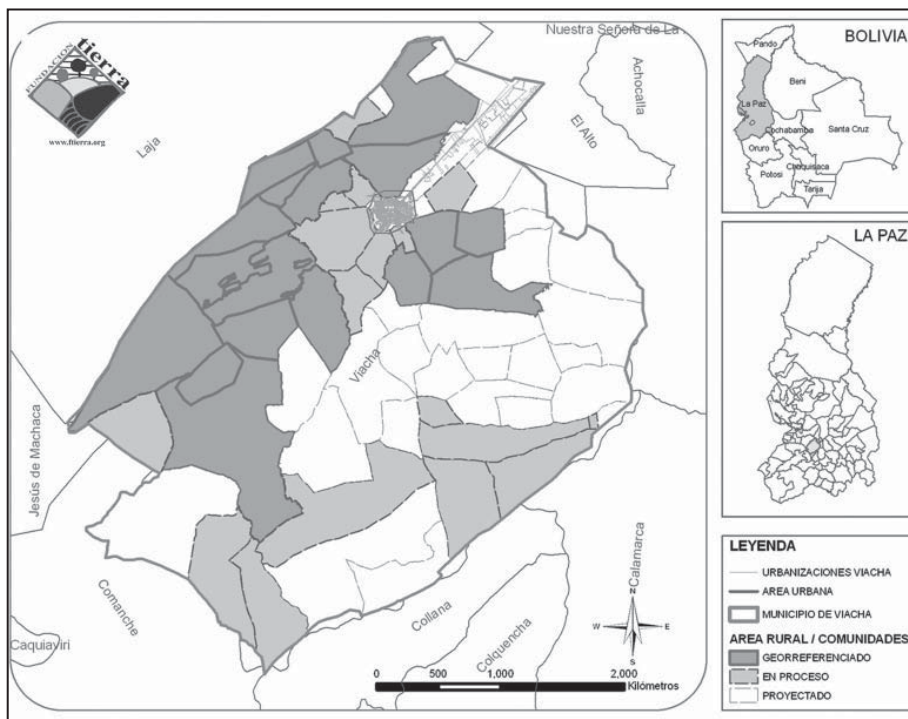 FUNDACION
tierra
www.ftierra.org
Nuestra Señora de La
Achocalla
El Alto
Laja
Viacha
Jesús de Machaca
Comanche
Caquiaviri
Collana
Colquencha
Calamarca
N
W
E
S
0 500 1,000 2,000
Kilómetros
BOLIVIA
Pando
Beni
La Paz
Cochabamba
Santa Cruz
Oruro
Chuquisaca
Potosi
Tarija
LA PAZ
LEYENDA
URBANIZACIONES VIACHA
AREA URBANA
MUNICIPIO DE VIACHA
AREA RURAL / COMUNIDADES
GEORREFERENCIADO
EN PROCESO
PROYECTADO